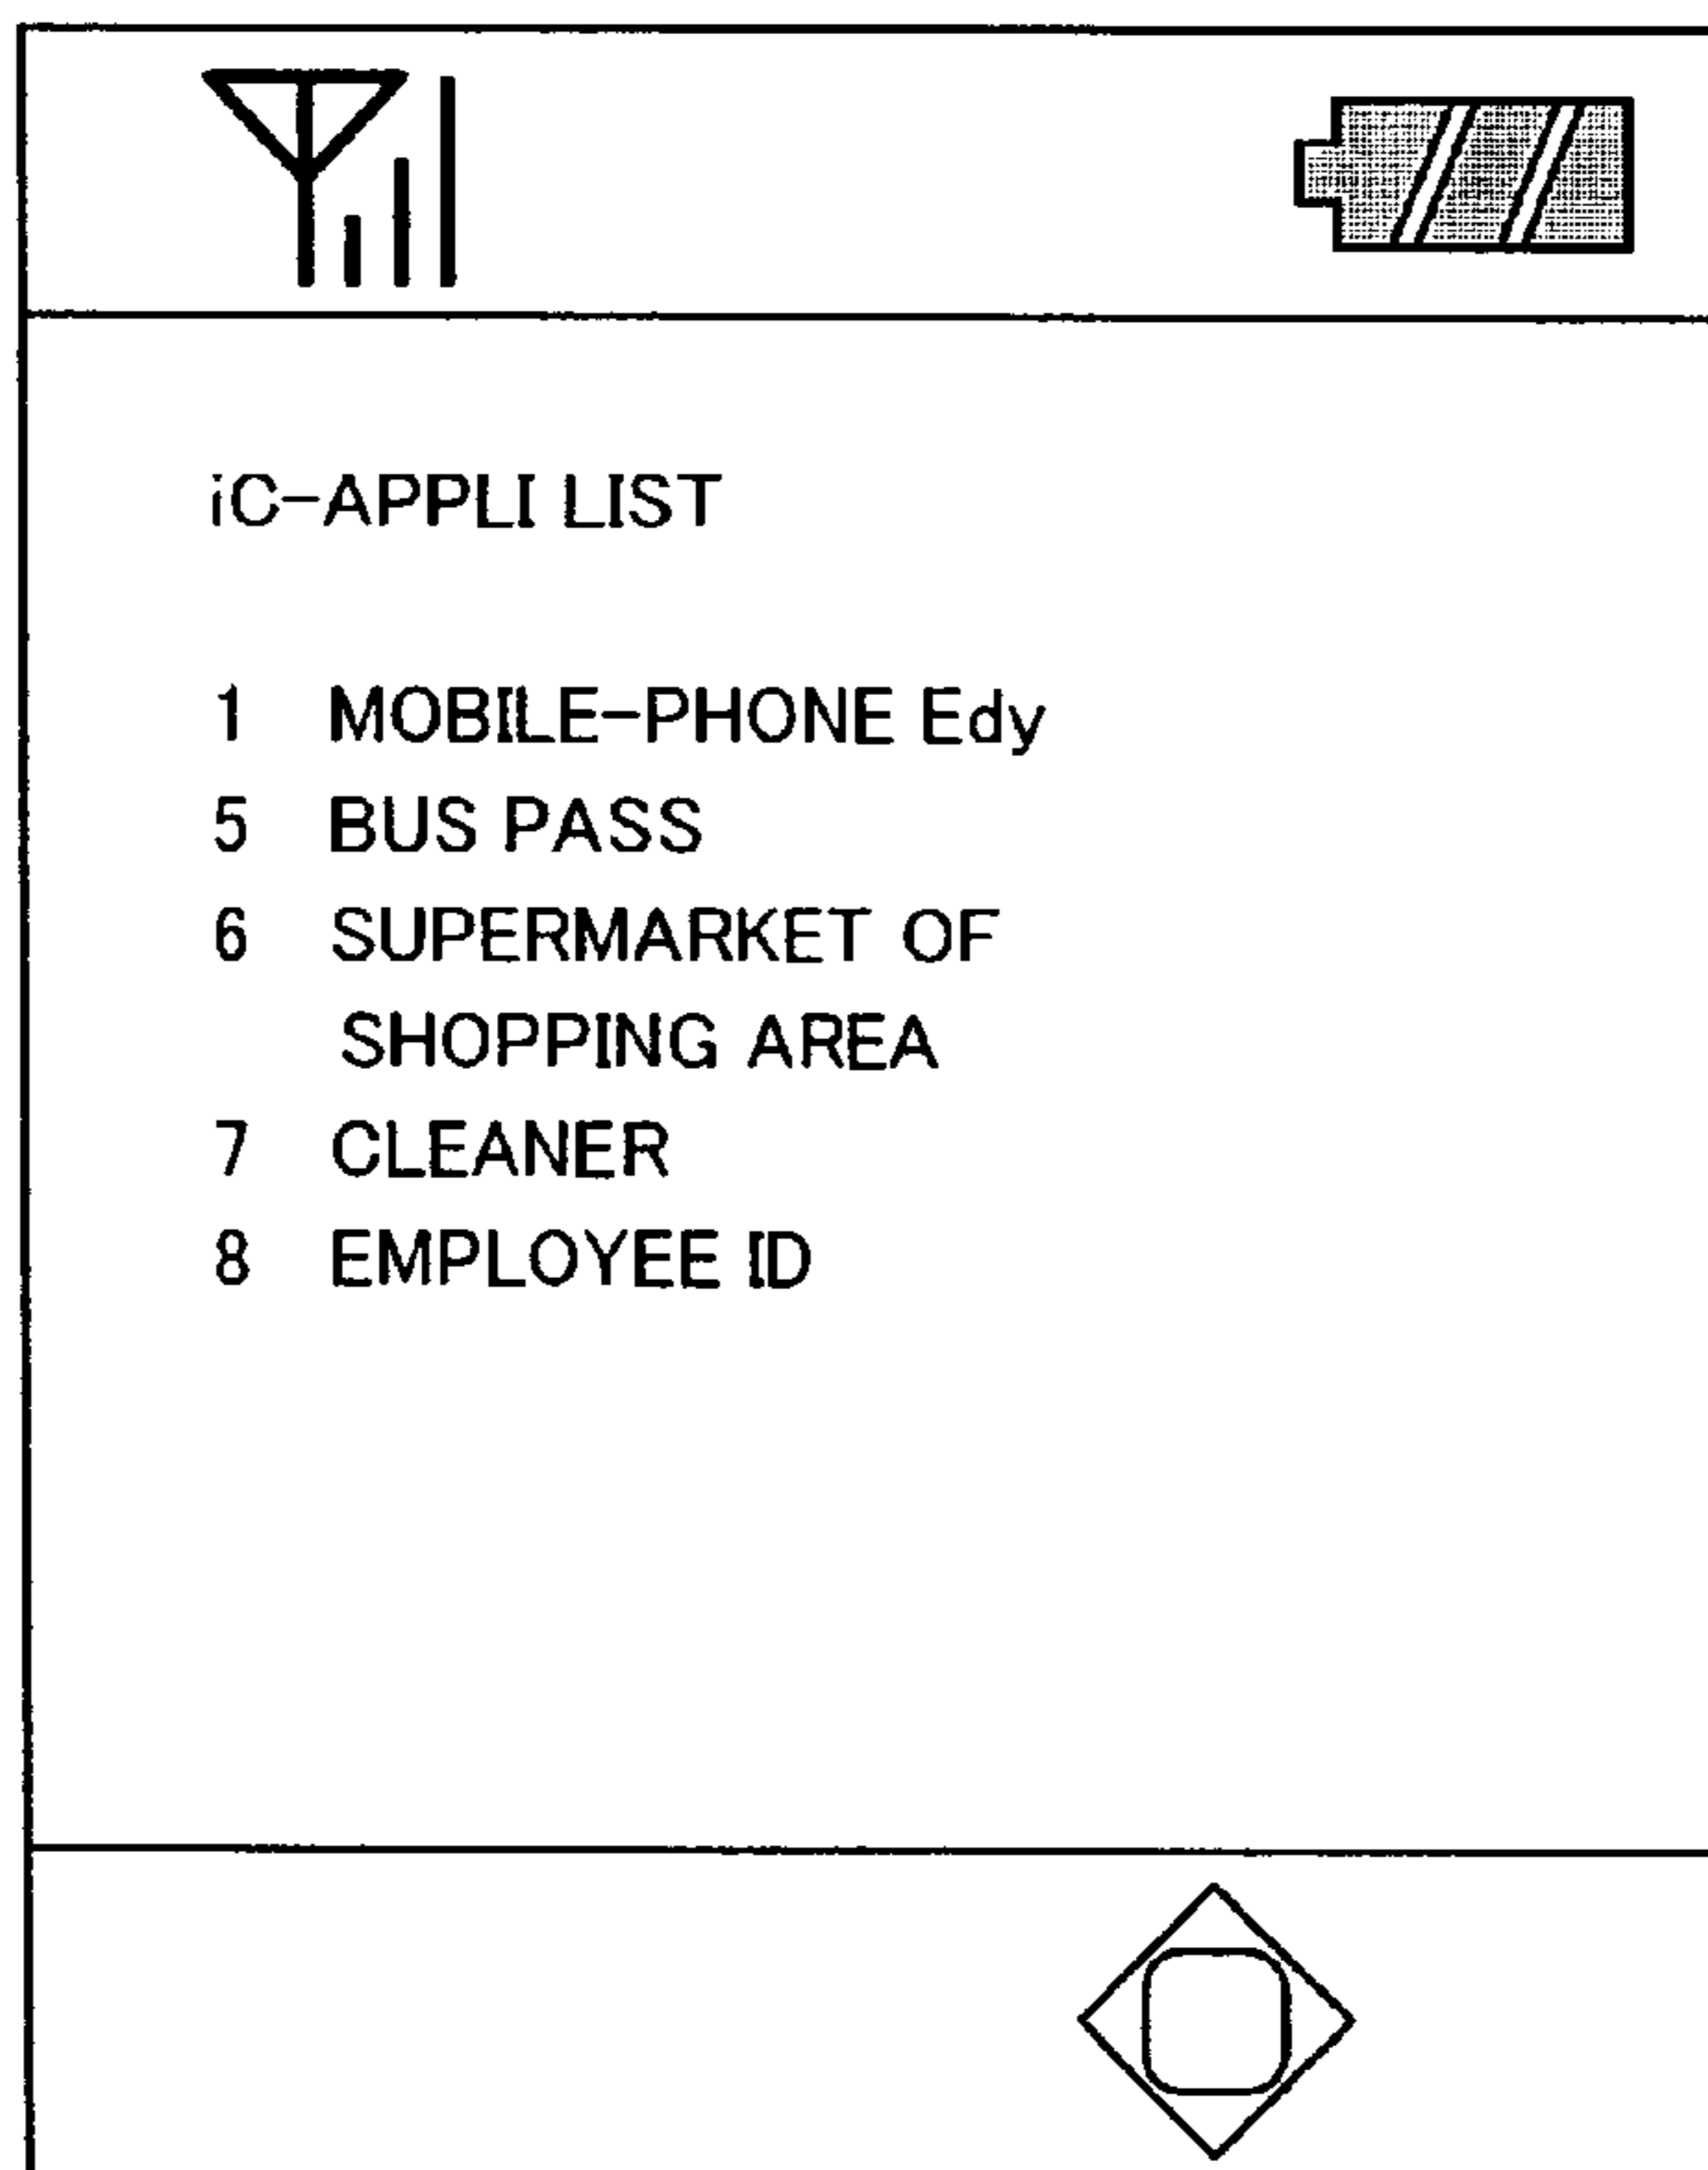 iC-APPLI LIST
1 MOBILE-PHONE Edy
5 BUS PASS
6 SUPERMARKET OF
SHOPPING AREA
7 CLEANER
8 EMPLOYEE ID